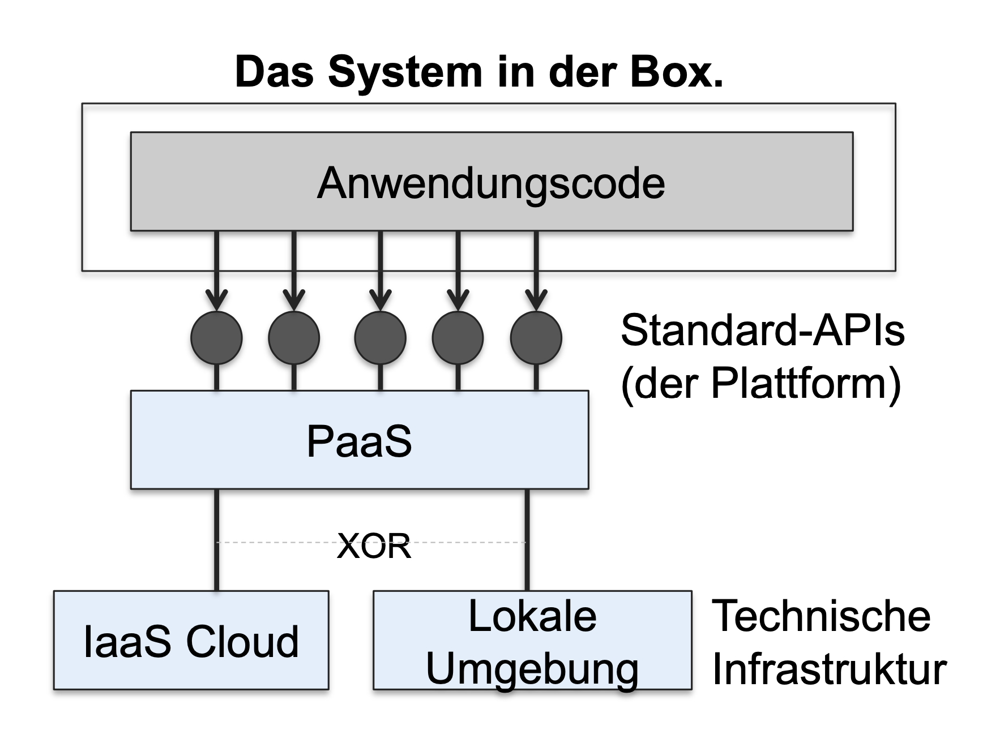 Das System in der Box.
Anwendungscode
Standard-APIs
(der Plattform)
PaaS
XOR
IaaS Cloud
Lokale
Umgebung
Technische
Infrastruktur